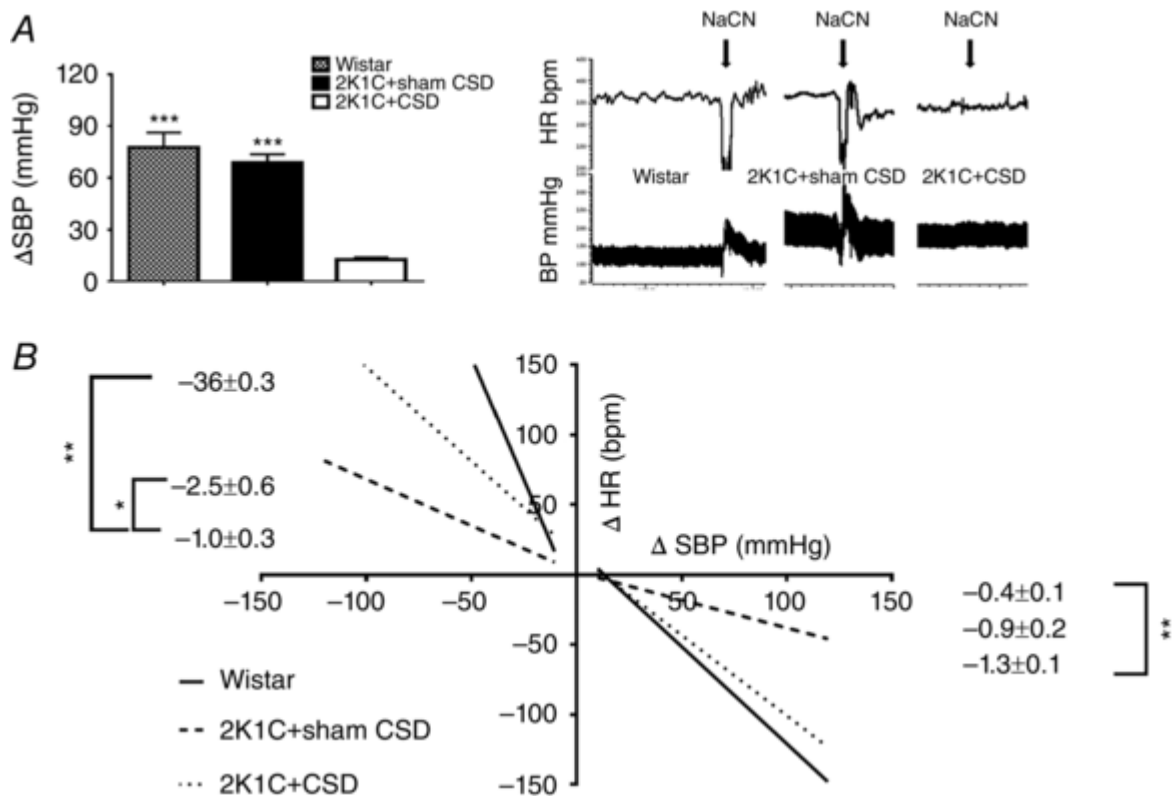 A
NaCN NaCN NaCN
Wistar
2K1C+sham CSD
2K1C+CSD
120
90
60
30
0
ΔSBP (mmHg)
***
***
HR bpm
Wistar 2K1C+sham CSD 2K1C+CSD
BP mmHg
B
–36±0.3
–2.5±0.6
–1.0±0.3
**
*
150
100
50
Δ HR (bpm)
Δ SBP (mmHg)
–150 –100 –50 50 100 150
–0.4±0.1
–0.9±0.2
–1.3±0.1
**
–50
–100
–150
Wistar
2K1C+sham CSD
2K1C+CSD